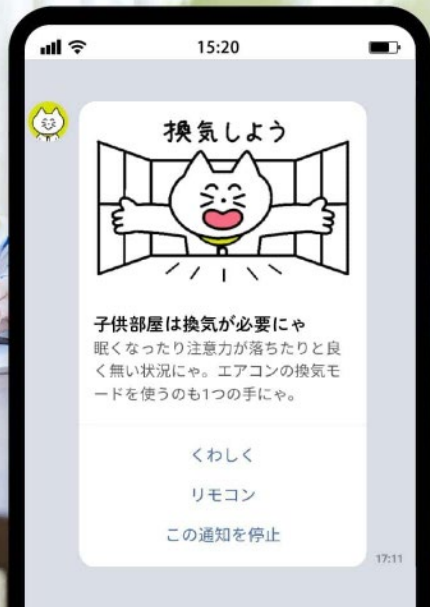 15:20
換気しよう
子供部屋は換気が必要にゃ
眠くなったり注意力が落ちたりと良
く無い状況にゃ。エアコンの換気モ
ードを使うのも1つの手にゃ。
くわしく
リモコン
この通知を停止
17:11